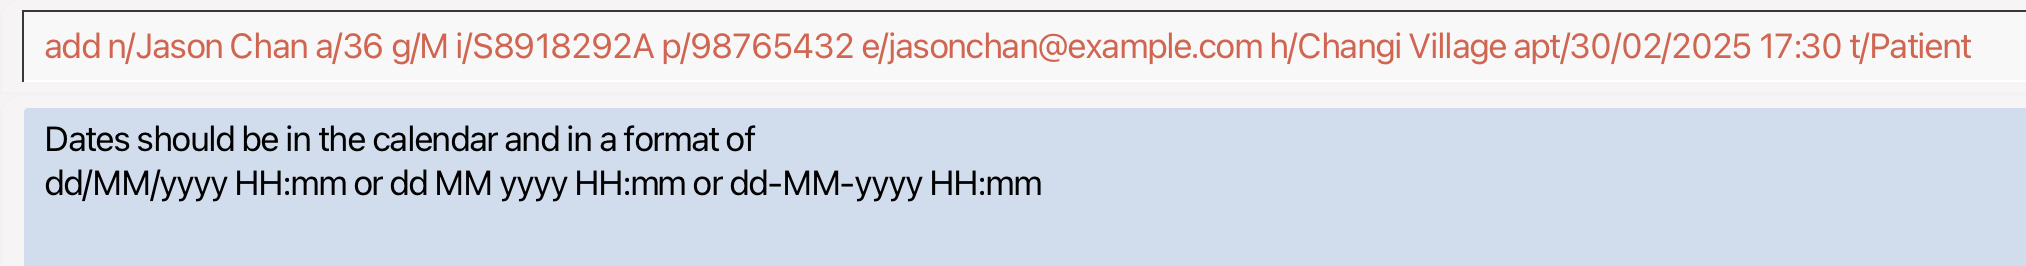 add n/Jason Chan a/36 g/M i/S8918292A p/98765432 e/jasonchan@example.com h/Changi Village apt/30/02/2025 17:30 t/Patient
Dates should be in the calendar and in a format of
dd/MM/yyyy HH:mm or dd MM yyyy HH:mm or dd-MM-yyyy HH:mm